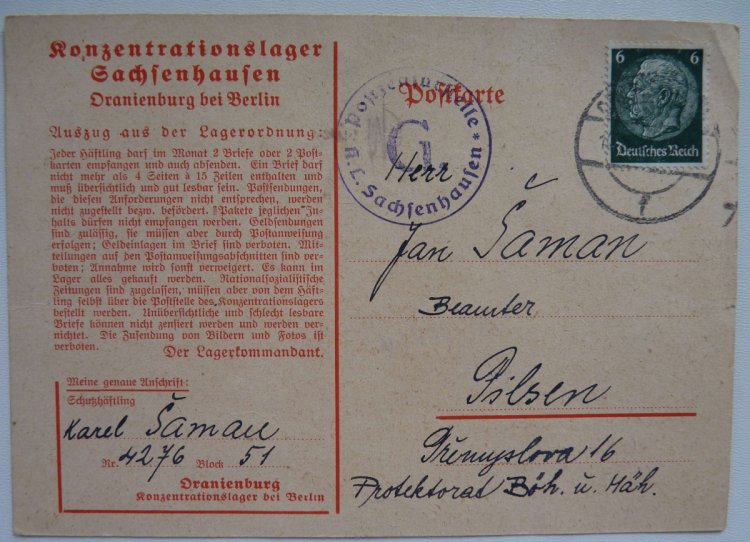 Konzentrationslager
Sachsenhausen
Oranienburg bei Berlin
Auszug aus der Lagerordnung:
Jeder Häftling darf im Monat 2 Briefe oder 2 Post-
karten empfangen und auch absenden. Ein Brief darf
nicht mehr als 4 Seiten à 15 Zeilen enthalten und
muß übersichtlich und gut lesbar sein. Postsendungen,
die diesen Anforderungen nicht entsprechen, werden
nicht zugestellt bezw. befördert. Pakete jeglichen In-
halts dürfen nicht empfangen werden. Geldsendungen
sind zulässig, sie müssen aber durch Postanweisung
erfolgen; Geldeinlagen im Brief sind verboten. Mit-
teilungen auf den Postanweisungsabschnitten sind ver-
boten; Annahme wird sonst verweigert. Es kann im
Lager alles gekauft werden. Nationalsozialistische
Zeitungen sind zugelassen, müssen aber von dem Häft-
ling selbst über die Poststelle des Konzentrationslagers
bestellt werden. Unübersichtliche und schlecht lesbare
Briefe können nicht zensiert werden und werden ver-
nichtet. Die Zusendung von Bildern und Fotos ist
verboten.
Der Lagerkommandant.
Meine genaue Anschrift:
Schutzhäftling
Karel Šaman
Nr. 4276 Block 51
Oranienburg
Konzentrationslager bei Berlin
Postkarte
G.
K.L. Sachsenhausen
6 6
Deutsches Reich
Herr
Jan Šaman
Beamter
Pilsen
Přemyslova 16
Protektorat Böh. u. Mäh.